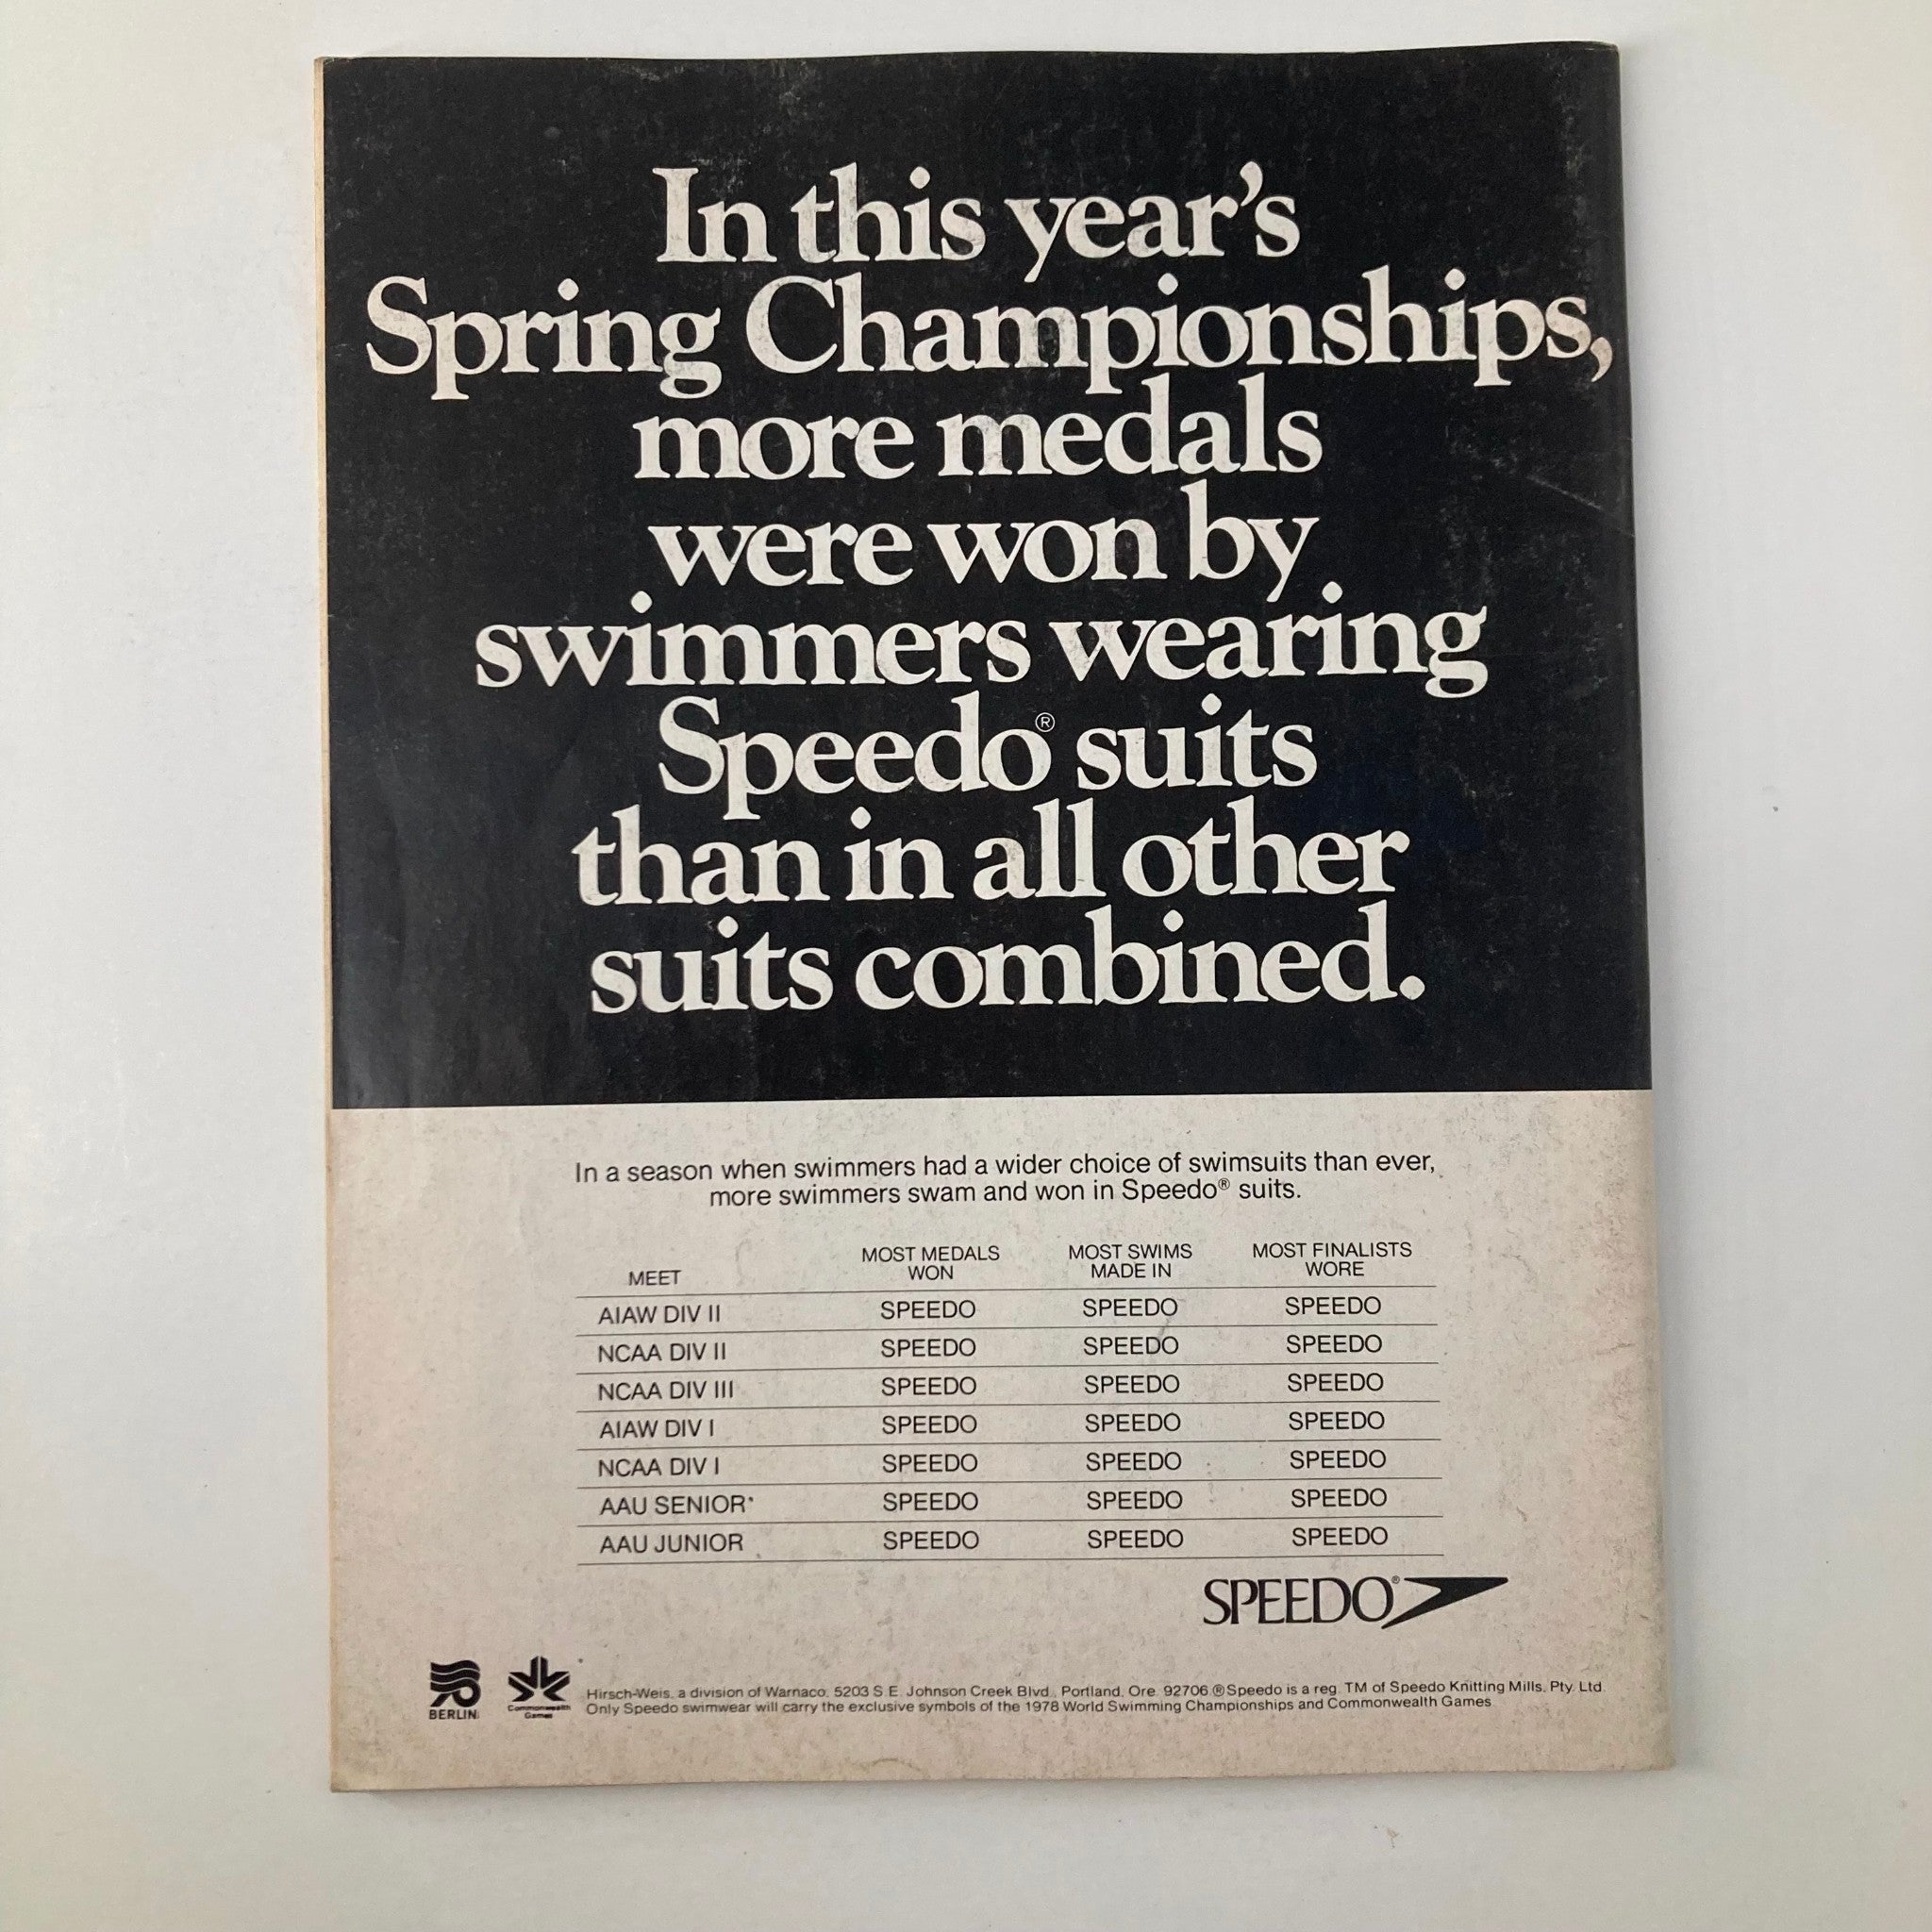 In this year's
Spring Championships,
more medals
were won by
swimmers wearing
Speedo® suits
than in all other
suits combined.
In a season when swimmers had a wider choice of swimsuits than ever,
more swimmers swam and won in Speedo® suits.
MEET MOST MEDALS WON MOST SWIMS MADE IN MOST FINALISTS WORE
AIAW DIV II SPEEDO SPEEDO SPEEDO
NCAA DIV II SPEEDO SPEEDO SPEEDO
NCAA DIV III SPEEDO SPEEDO SPEEDO
AIAW DIV I SPEEDO SPEEDO SPEEDO
NCAA DIV I SPEEDO SPEEDO SPEEDO
AAU SENIOR* SPEEDO SPEEDO SPEEDO
AAU JUNIOR SPEEDO SPEEDO SPEEDO
SPEEDO®
BERLIN
Commonwealth
Games
Hirsch-Weis, a division of Warnaco, 5203 S.E. Johnson Creek Blvd., Portland, Ore. 92706 ® Speedo is a reg. TM of Speedo Knitting Mills, Pty. Ltd.
Only Speedo swimwear will carry the exclusive symbols of the 1978 World Swimming Championships and Commonwealth Games.